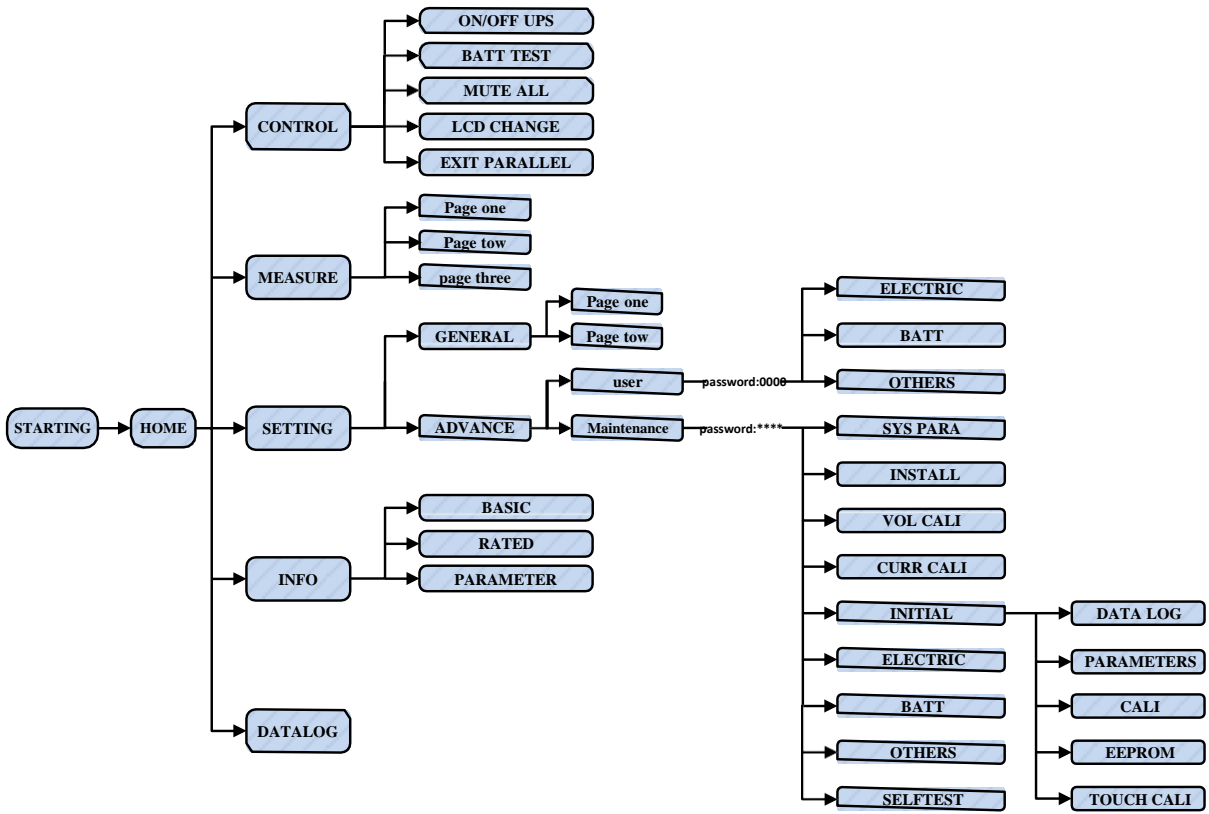 STARTING
HOME
CONTROL
ON/OFF UPS
BATT TEST
MUTE ALL
LCD CHANGE
EXIT PARALLEL
MEASURE
Page one
Page tow
page three
SETTING
GENERAL
Page one
Page tow
ADVANCE
user
password:0000
ELECTRIC
BATT
OTHERS
Maintenance
password:****
SYS PARA
INSTALL
VOL CALI
CURR CALI
INITIAL
DATA LOG
PARAMETERS
CALI
EEPROM
TOUCH CALI
ELECTRIC
BATT
OTHERS
SELFTEST
INFO
BASIC
RATED
PARAMETER
DATALOG